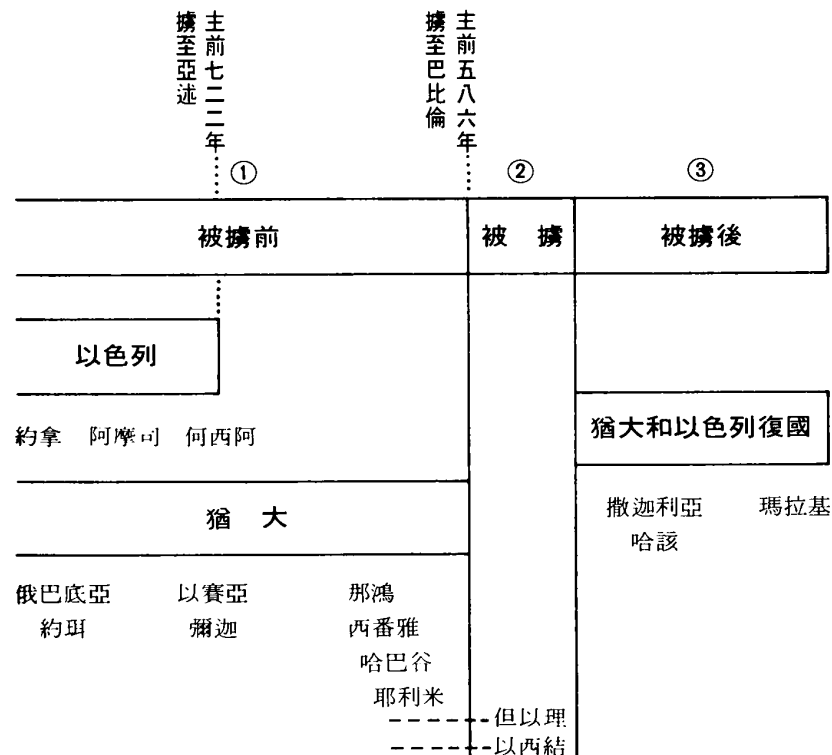 主前七二二年
擄至亞述
主前五八六年
擄至巴比倫
① ② ③
被擄前 被 擄 被擄後
以色列
約拿 阿摩司 何西阿
猶大和以色列復國
猶 大
撒迦利亞 瑪拉基
哈該
俄巴底亞 以賽亞 那鴻
約珥 彌迦 西番雅
哈巴谷
耶利米
但以理
以西結